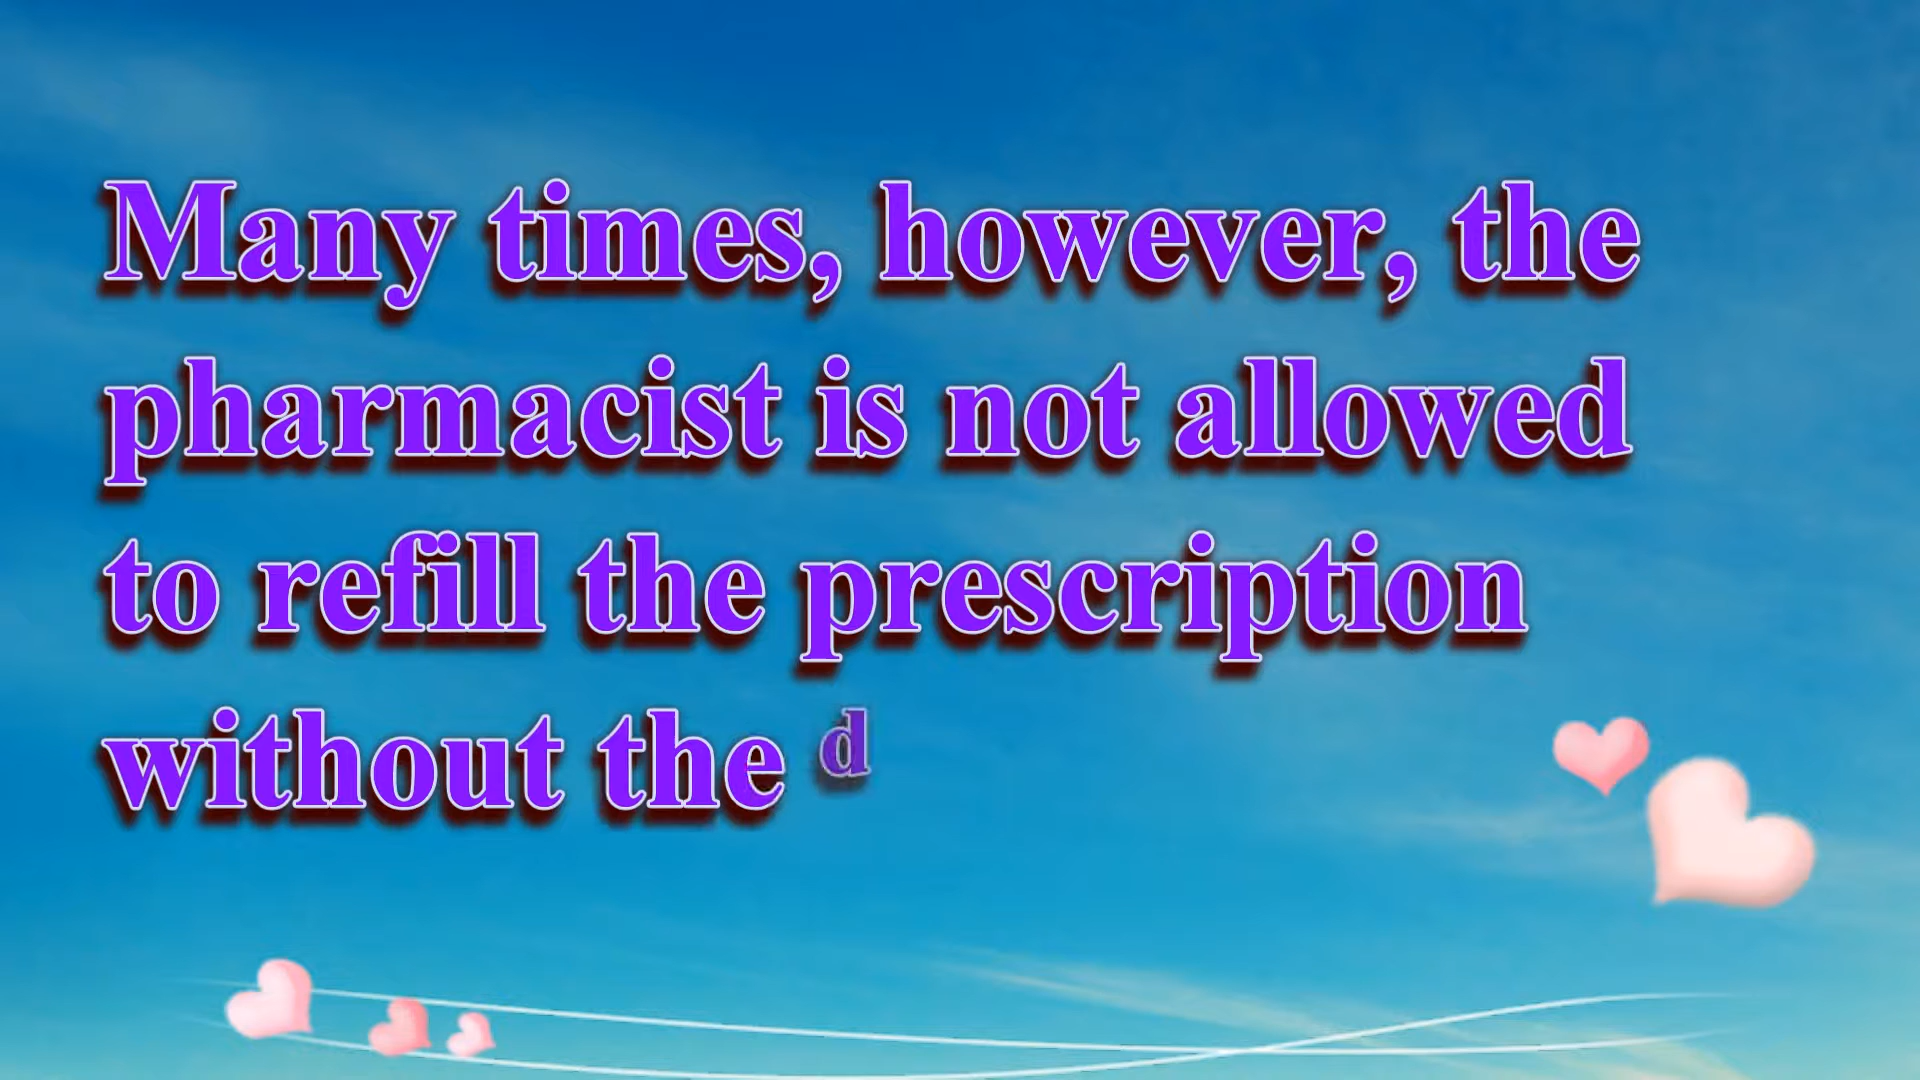 Many times, however, the
pharmacist is not allowed
to refill the prescription
without the d